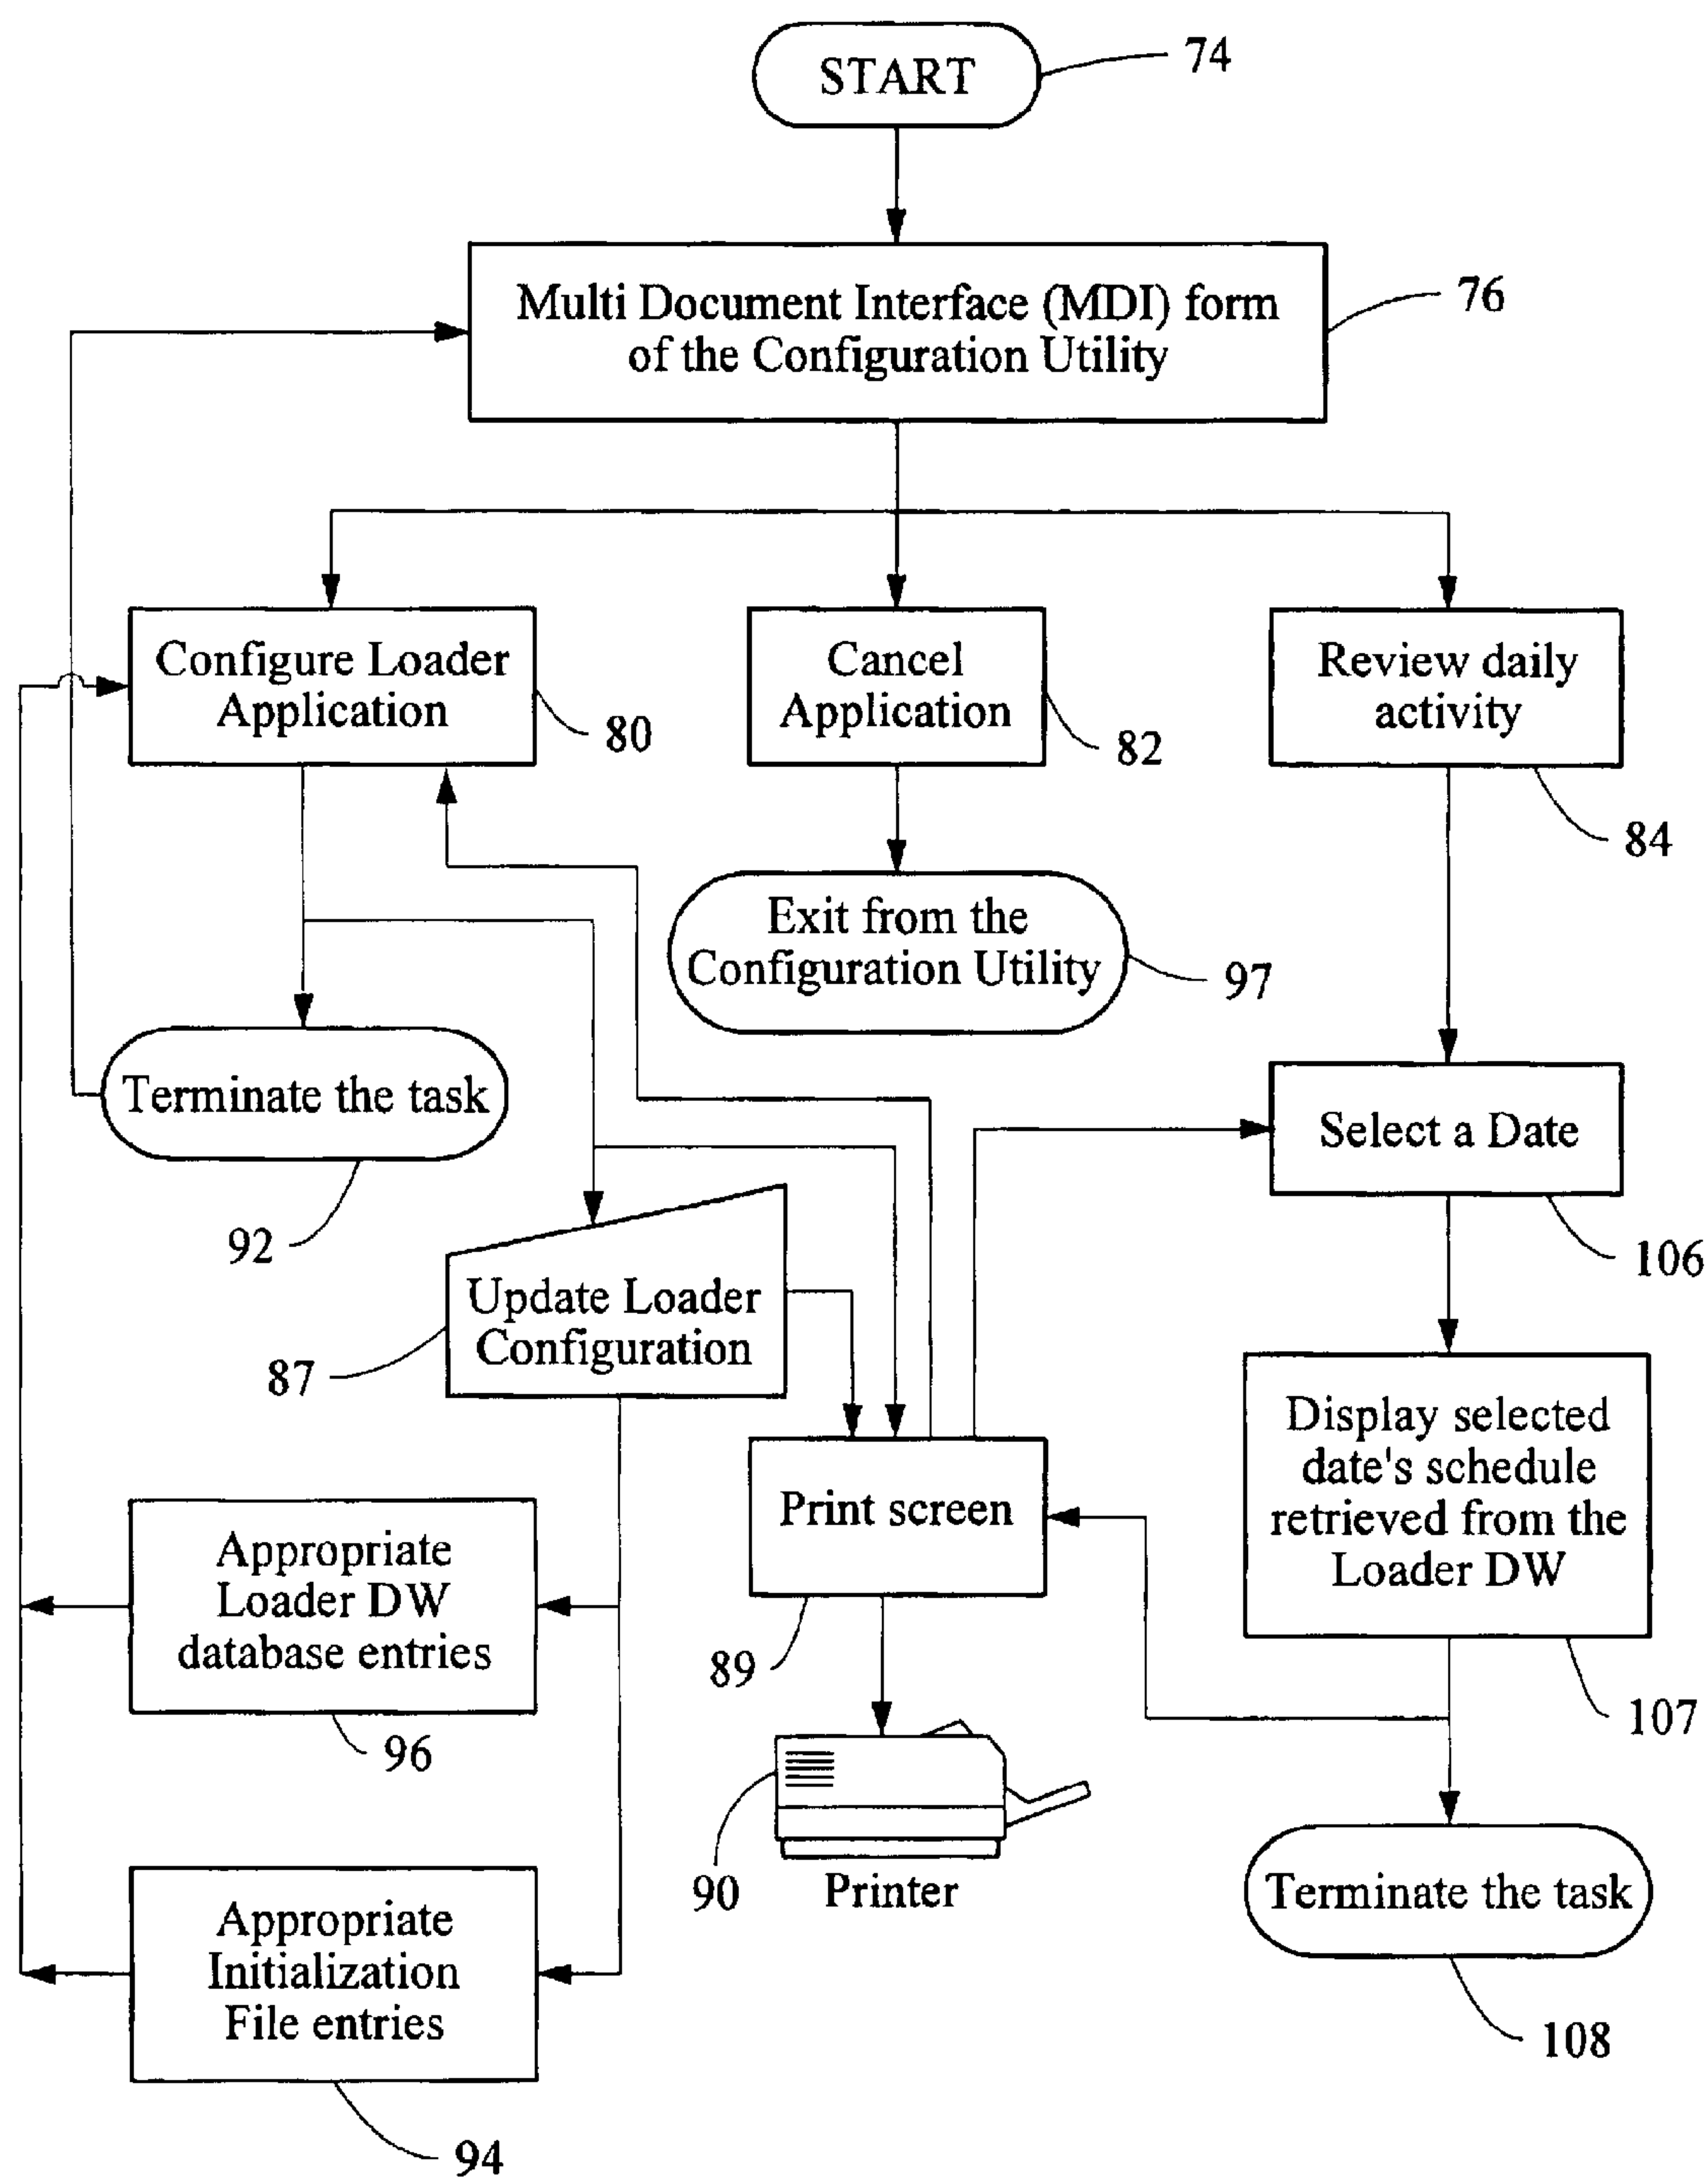 START
74
Multi Document Interface (MDI) form
of the Configuration Utility
76
Configure Loader
Application
80
Cancel
Application
82
Review daily
activity
84
Exit from the
Configuration Utility
97
Terminate the task
92
Select a Date
106
Update Loader
Configuration
87
Display selected
date's schedule
retrieved from the
Loader DW
107
Print screen
89
Appropriate
Loader DW
database entries
96
90
Printer
Terminate the task
108
Appropriate
Initialization
File entries
94